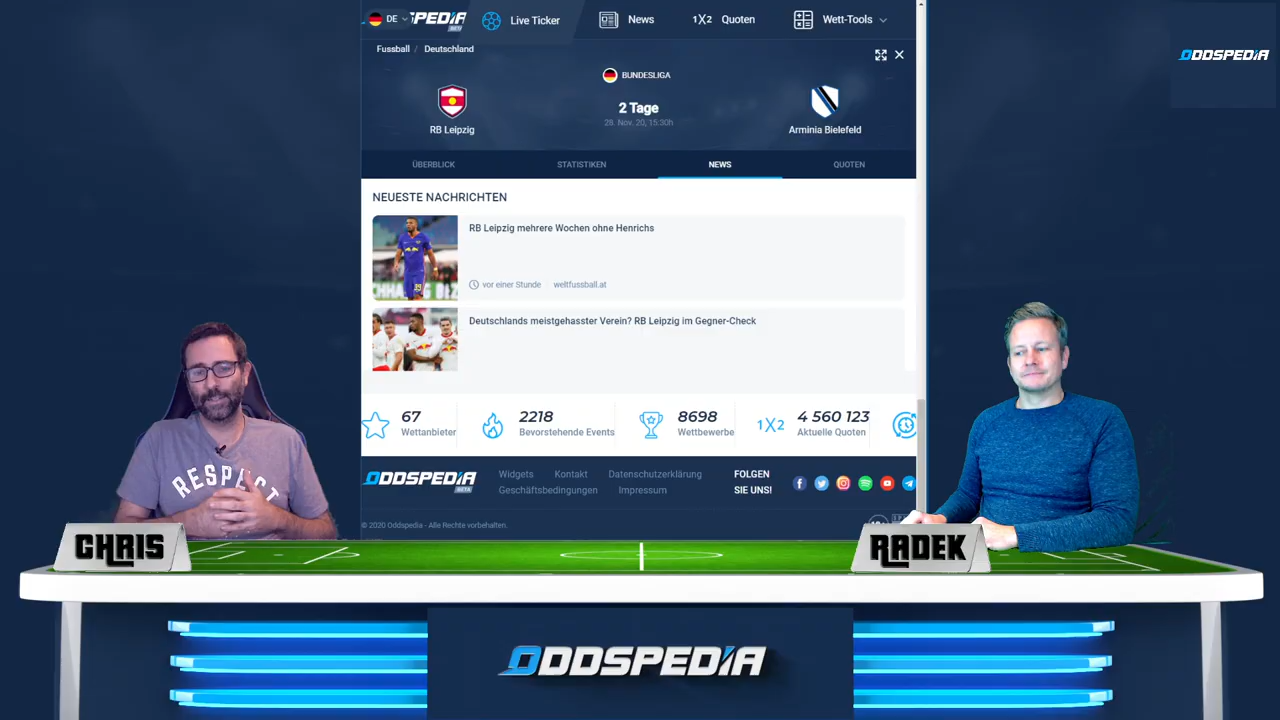 DE
ODDSPEDIA
Live Ticker
News
1X2 Quoten
Wett-Tools
Fussball / Deutschland
BUNDESLIGA
RB Leipzig
2 Tage
28. Nov. 20, 15:30h
Arminia Bielefeld
ÜBERBLICK
STATISTIKEN
NEWS
QUOTEN
NEUESTE NACHRICHTEN
RB Leipzig mehrere Wochen ohne Henrichs
vor einer Stunde
weltfussball.at
Deutschlands meistgehasster Verein? RB Leipzig im Gegner-Check
67
Wettanbieter
2218
Bevorstehende Events
8698
Wettbewerbe
1X2
4 560 123
Aktuelle Quoten
ODDSPEDIA
BETA
Widgets
Kontakt
Datenschutzerklärung
Geschäftsbedingungen
Impressum
FOLGEN
SIE UNS!
© 2020 Oddspedia - Alle Rechte vorbehalten.
RESPECT
CHRIS
RADEK
ODDSPEDIA